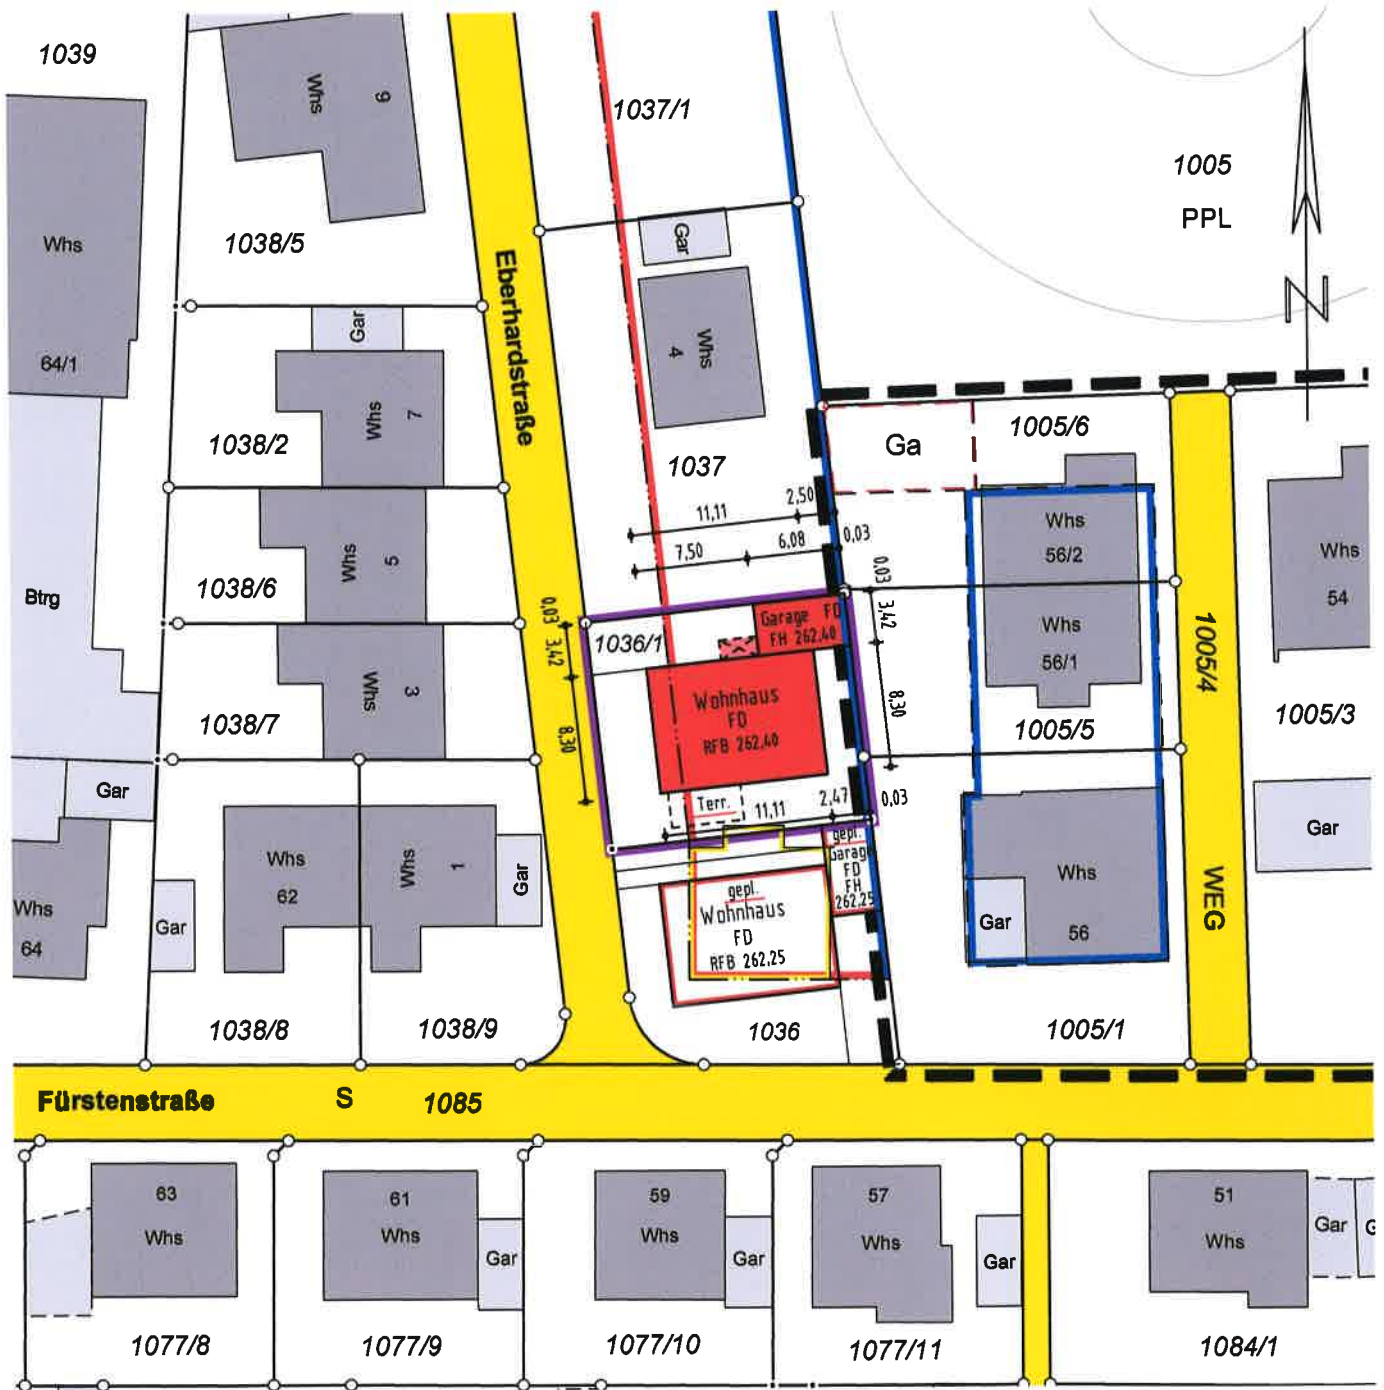 1039
Whs
6
1037/1
1005
PPL
N
Whs
64/1
1038/5
Gar
Eberhardstraße
Whs
4
Gar
1038/2
Whs
7
1037
Ga
1005/6
11,11
2,50
7,50
6,08
0,03
Whs
56/2
Whs
54
Btrg
1038/6
Whs
5
0,03
3,42
8,30
1036/1
Garage FD
FH 262.40
0,03
3,42
8,30
Whs
56/1
1005/4
1038/7
Whs
3
Wohnhaus
FD
RFB 262.40
1005/5
1005/3
Gar
Terr.
11,11
2,47
0,03
Whs
62
Whs
1
Gar
gepl.
Garage
FD
FH
262.25
gepl.
Wohnhaus
FD
RFB 262.25
Whs
56
Gar
WEG
Gar
Whs
64
Gar
1038/8
1038/9
1036
1005/1
Fürstenstraße
S
1085
63
Whs
61
Whs
Gar
59
Whs
Gar
57
Whs
Gar
51
Whs
Gar
1077/8
1077/9
1077/10
1077/11
1084/1